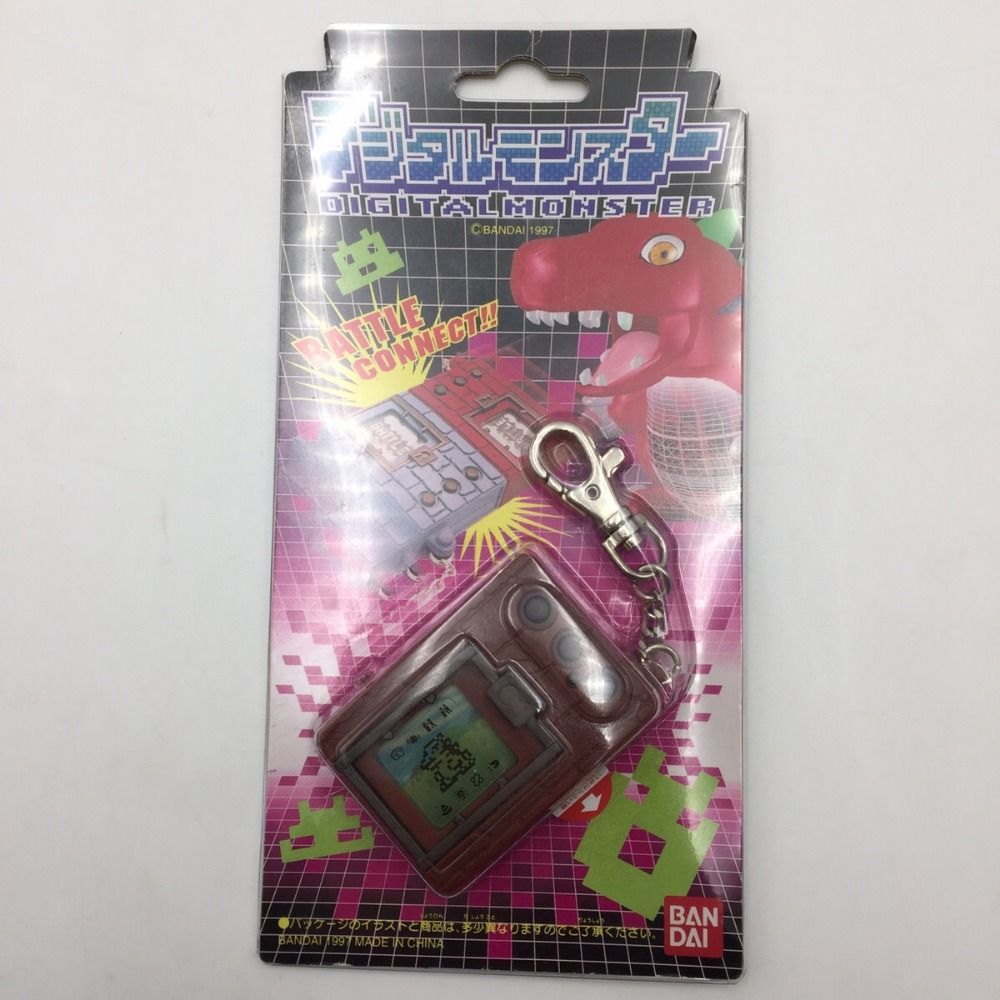 デジタルモンスター
DIGITALMONSTER
©BANDAI 1997
BATTLE
CONNECT!!
●パッケージのイラストと商品は、多少異なりますのでご了承ください。
BANDAI 1997 MADE IN CHINA
BAN
DAI